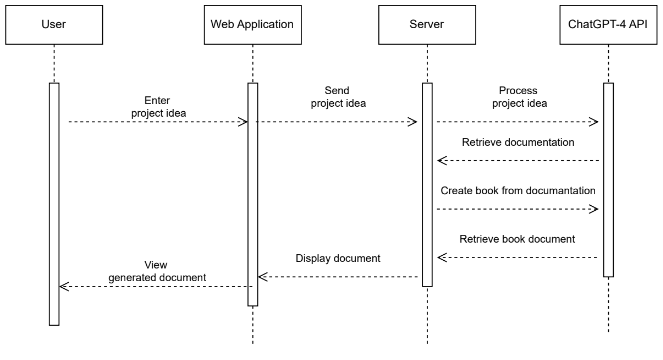 User
Web Application
Server
ChatGPT-4 API
Enter
project idea
Send
project idea
Process
project idea
Retrieve documentation
Create book from documantation
Retrieve book document
Display document
View
generated document